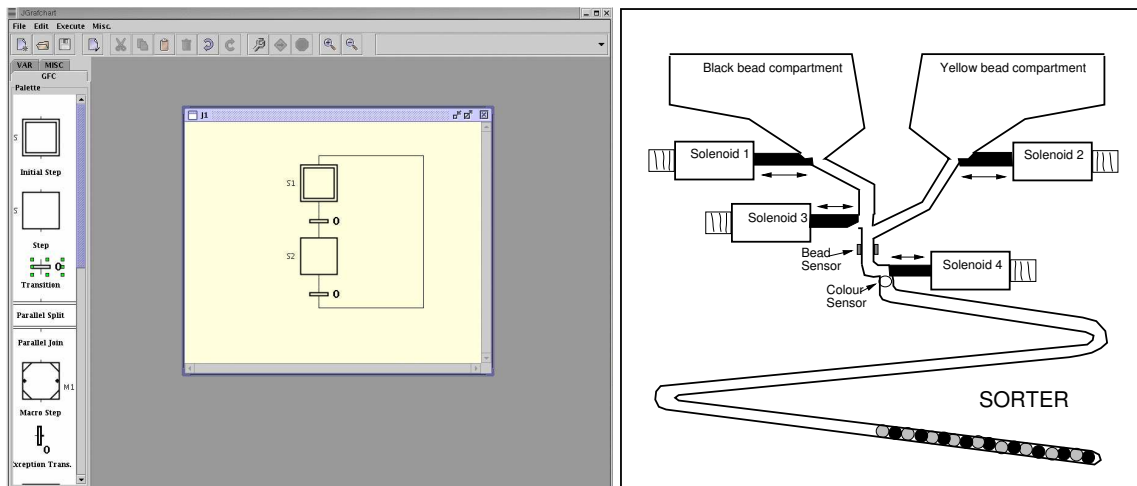 JGrafchart
File Edit Execute Misc.
VAR MISC
GFC
Palette
S
Initial Step
S
Step
0
Transition
Parallel Split
Parallel Join
M1
Macro Step
0
xception Trans.
J1
S1
0
S2
0
Black bead compartment
Yellow bead compartment
Solenoid 1
Solenoid 2
Solenoid 3
Bead
Sensor
Solenoid 4
Colour
Sensor
SORTER